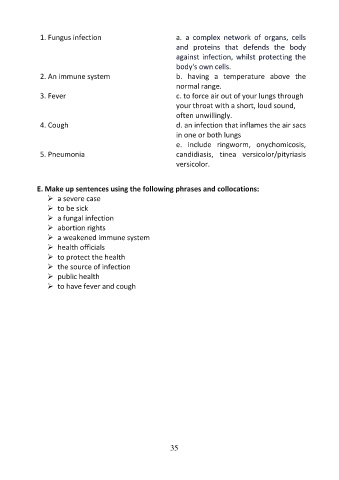 1. Fungus infection
a. a complex network of organs, cells
and proteins that defends the body
against infection, whilst protecting the
body's own cells.
2. An immune system
b. having a temperature above the
normal range.
3. Fever
c. to force air out of your lungs through
your throat with a short, loud sound,
often unwillingly.
4. Cough
d. an infection that inflames the air sacs
in one or both lungs
e. include ringworm, onychomicosis,
5. Pneumonia
candidiasis, tinea versicolor/pityriasis
versicolor.
E. Make up sentences using the following phrases and collocations:
➢ a severe case
➢ to be sick
➢ a fungal infection
➢ abortion rights
➢ a weakened immune system
➢ health officials
➢ to protect the health
➢ the source of infection
➢ public health
➢ to have fever and cough
35